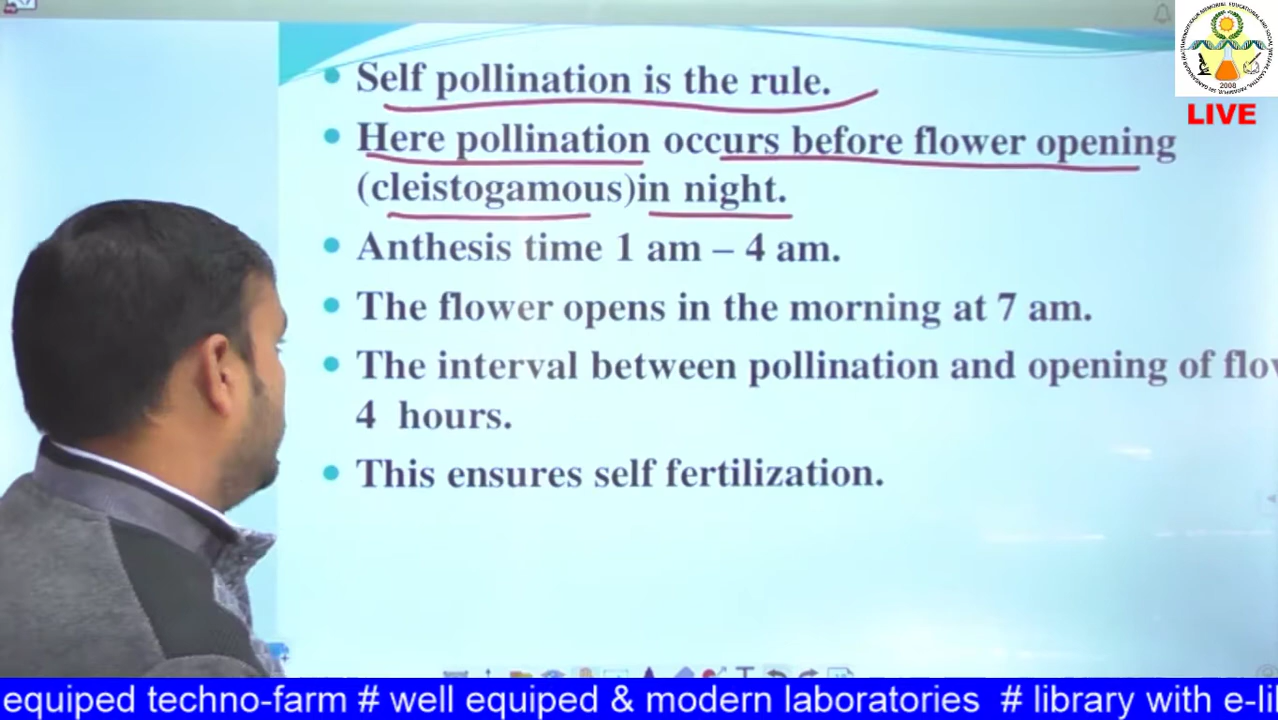 Self pollination is the rule.
Here pollination occurs before flower opening
(cleistogamous)in night.
Anthesis time 1 am – 4 am.
The flower opens in the morning at 7 am.
The interval between pollination and opening of flow
4 hours.
This ensures self fertilization.
2008
LIVE
equiped techno-farm # well equiped & modern laboratories # library with e-li